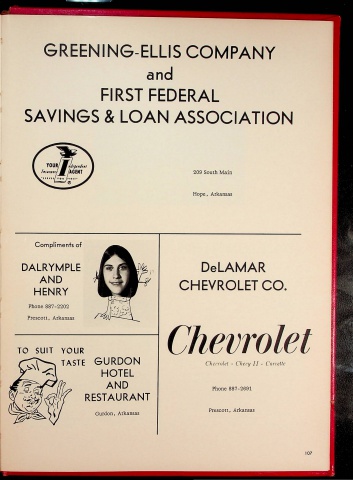 GREENING-ELLIS COMPANY
and
FIRST FEDERAL
SAVINGS & LOAN ASSOCIATION
YOUR Independent
Insurance AGENT
209 South Main
Hope, Arkansas
Compliments of
DALRYMPLE
AND
HENRY
Phone 887-2202
Prescott, Arkansas
DeLAMAR
CHEVROLET CO.
Chevrolet
Chevrolet - Chevy II - Corvette
Phone 887-2691
Prescott, Arkansas
TO SUIT YOUR
TASTE
GURDON
HOTEL
AND
RESTAURANT
Gurdon, Arkansas
107